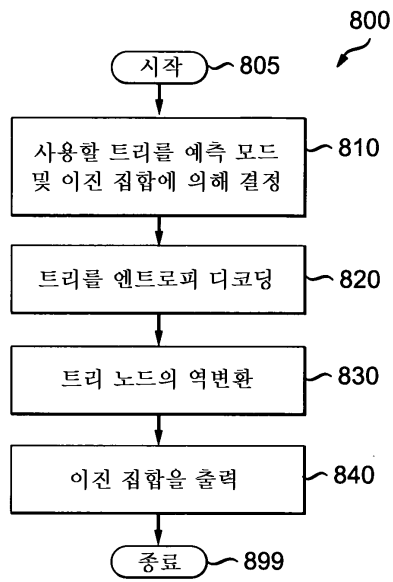 800
시작 805
사용할 트리를 예측 모드
및 이진 집합에 의해 결정 810
트리를 엔트로피 디코딩 820
트리 노드의 역변환 830
이진 집합을 출력 840
종료 899